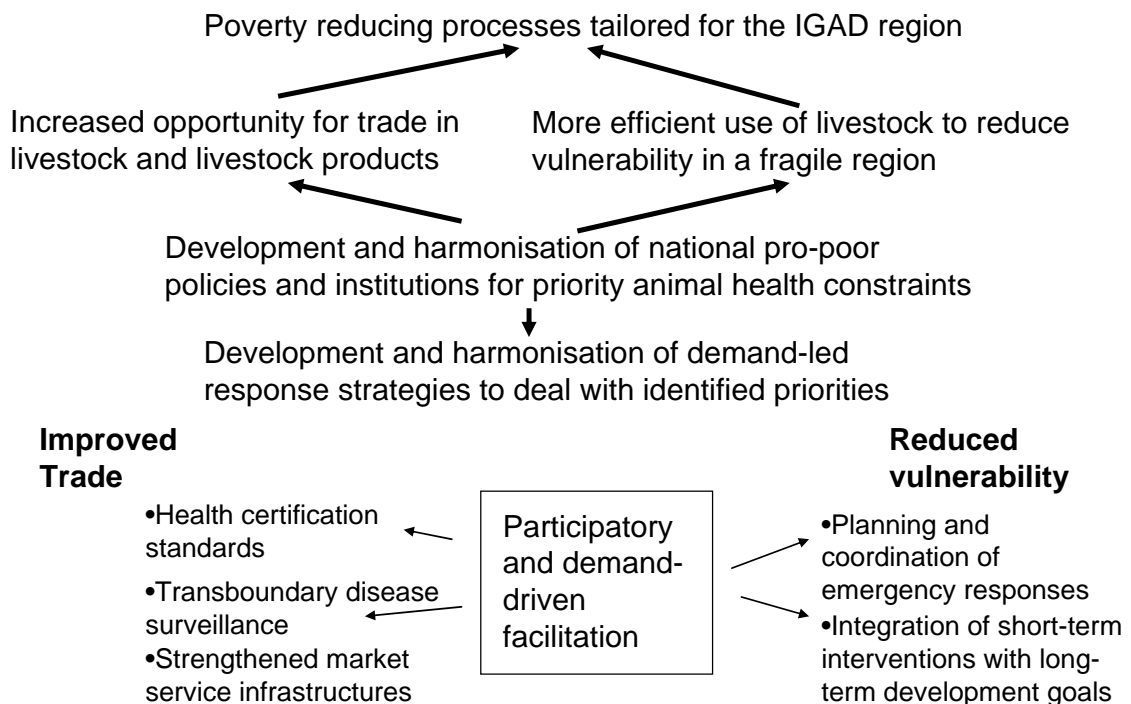 Poverty reducing processes tailored for the IGAD region
Increased opportunity for trade in
livestock and livestock products
More efficient use of livestock to reduce
vulnerability in a fragile region
Development and harmonisation of national pro-poor
policies and institutions for priority animal health constraints
Development and harmonisation of demand-led
response strategies to deal with identified priorities
Improved
Trade
•Health certification
standards
•Transboundary disease
surveillance
•Strengthened market
service infrastructures
Participatory
and demand-
driven
facilitation
Reduced
vulnerability
•Planning and
coordination of
emergency responses
•Integration of short-term
interventions with long-
term development goals